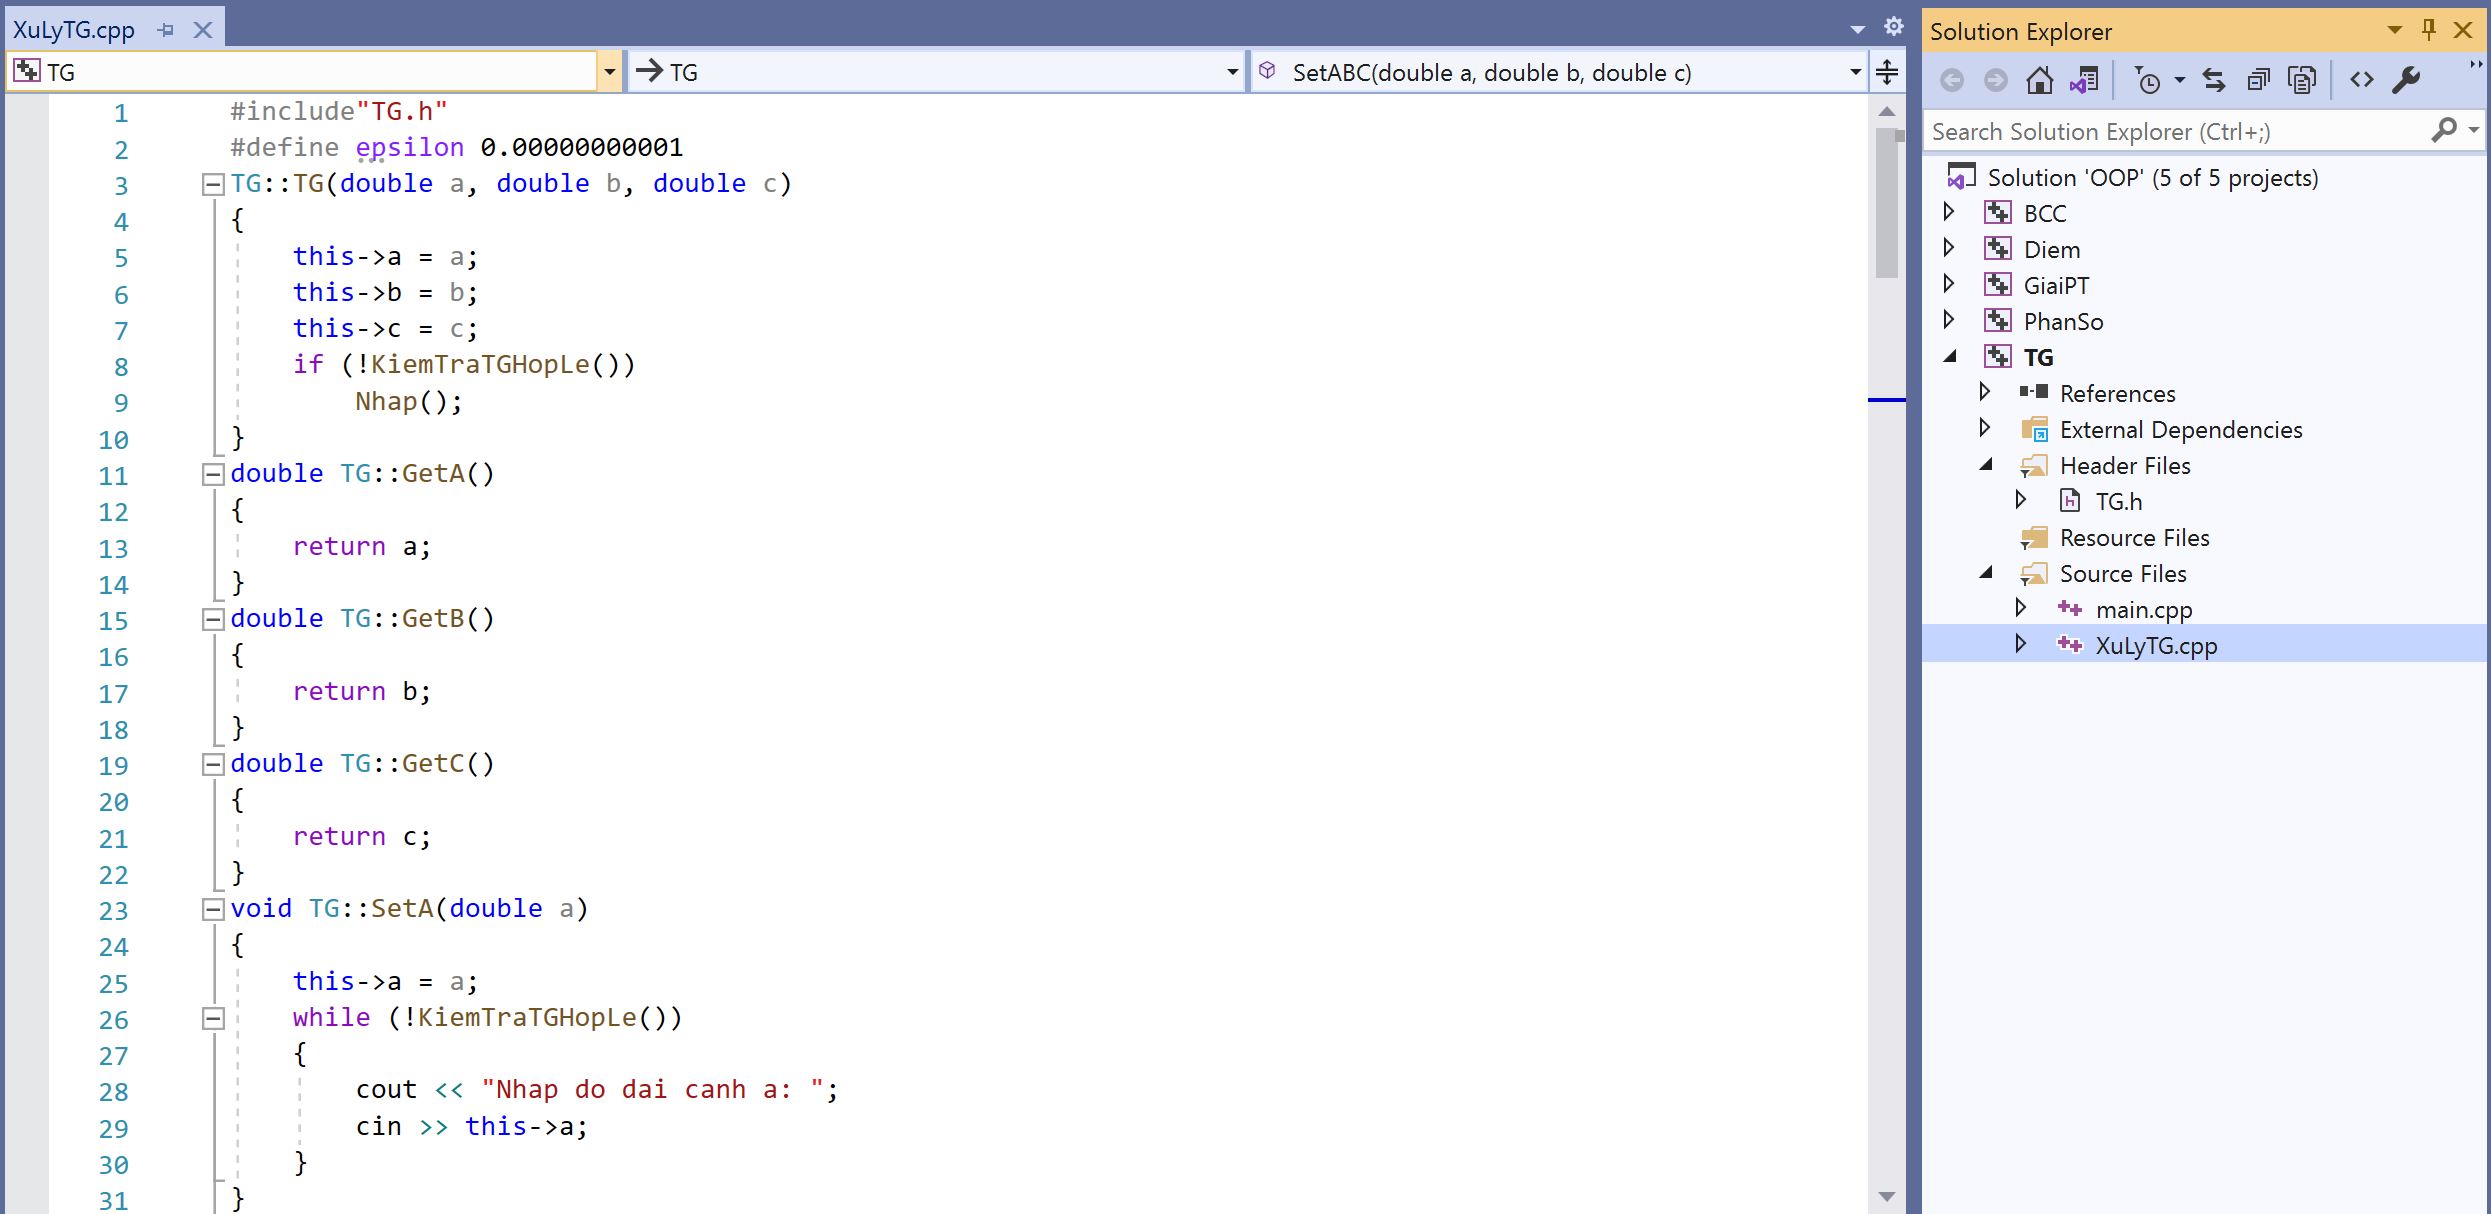 XuLyTG.cpp
TG
TG
SetABC(double a, double b, double c)
1 #include"TG.h"
2 #define epsilon 0.00000000001
3 TG::TG(double a, double b, double c)
4 {
5 this->a = a;
6 this->b = b;
7 this->c = c;
8 if (!KiemTraTGHopLe())
9 Nhap();
10 }
11 double TG::GetA()
12 {
13 return a;
14 }
15 double TG::GetB()
16 {
17 return b;
18 }
19 double TG::GetC()
20 {
21 return c;
22 }
23 void TG::SetA(double a)
24 {
25 this->a = a;
26 while (!KiemTraTGHopLe())
27 {
28 cout << "Nhap do dai canh a: ";
29 cin >> this->a;
30 }
31 }
Solution Explorer
Search Solution Explorer (Ctrl+;)
Solution 'OOP' (5 of 5 projects)
BCC
Diem
GiaiPT
PhanSo
TG
References
External Dependencies
Header Files
TG.h
Resource Files
Source Files
main.cpp
XuLyTG.cpp